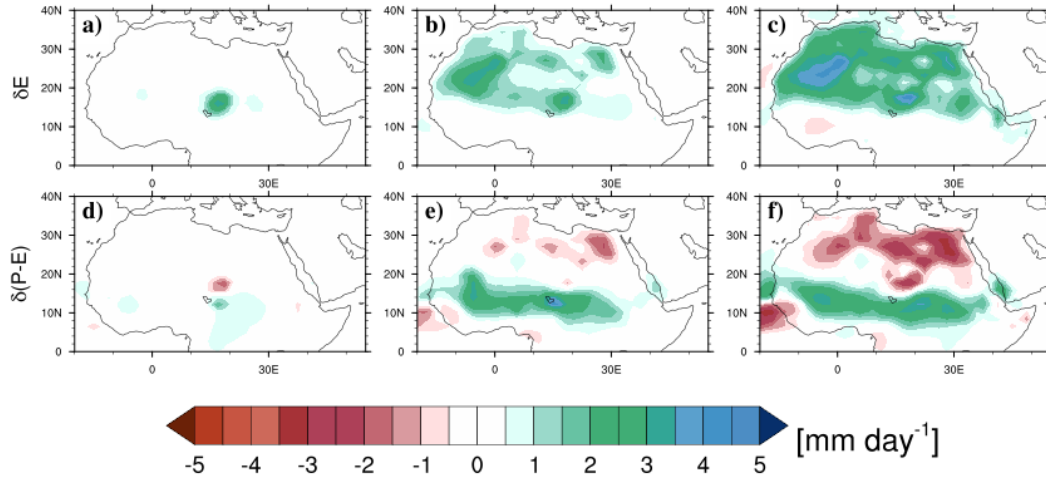 a) b) c)
40N 40N 40N
30N 30N 30N
δE
20N 20N 20N
10N 10N 10N
0 0 0
0 30E 0 30E 0 30E
d) e) f)
40N 40N 40N
30N 30N 30N
δ(P-E)
20N 20N 20N
10N 10N 10N
0 0 0
0 30E 0 30E 0 30E
[mm day⁻¹]
-5 -4 -3 -2 -1 0 1 2 3 4 5